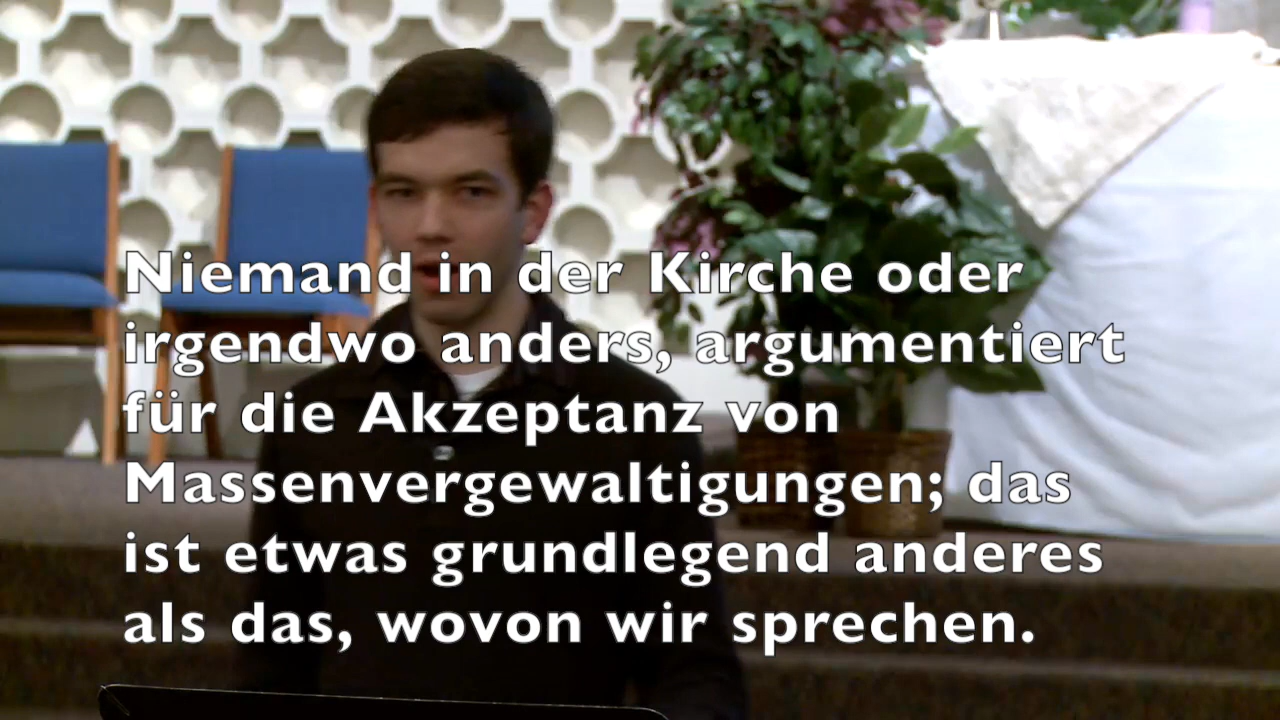 Niemand in der Kirche oder
irgendwo anders, argumentiert
für die Akzeptanz von
Massenvergewaltigungen; das
ist etwas grundlegend anderes
als das, wovon wir sprechen.